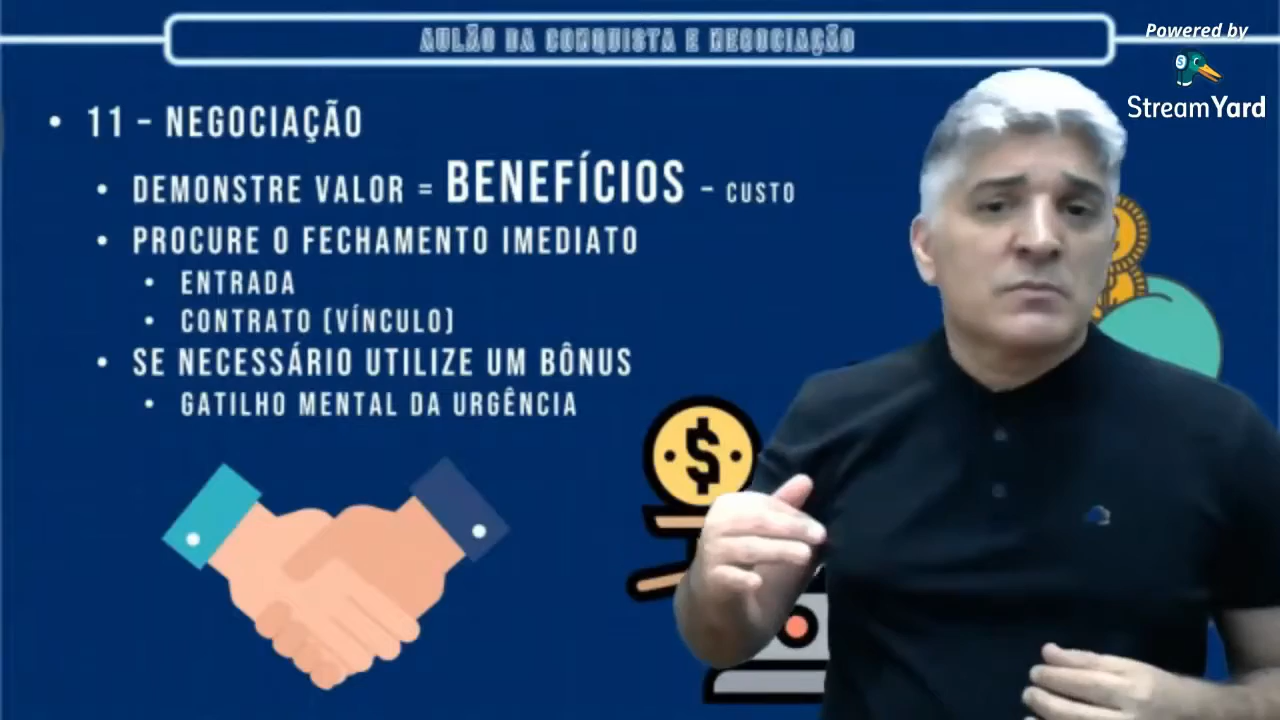 AULÃO DA CONQUISTA E NEGOCIAÇÃO
Powered by
StreamYard
• 11 – NEGOCIAÇÃO
• DEMONSTRE VALOR = BENEFÍCIOS – CUSTO
• PROCURE O FECHAMENTO IMEDIATO
• ENTRADA
• CONTRATO (VÍNCULO)
• SE NECESSÁRIO UTILIZE UM BÔNUS
• GATILHO MENTAL DA URGÊNCIA